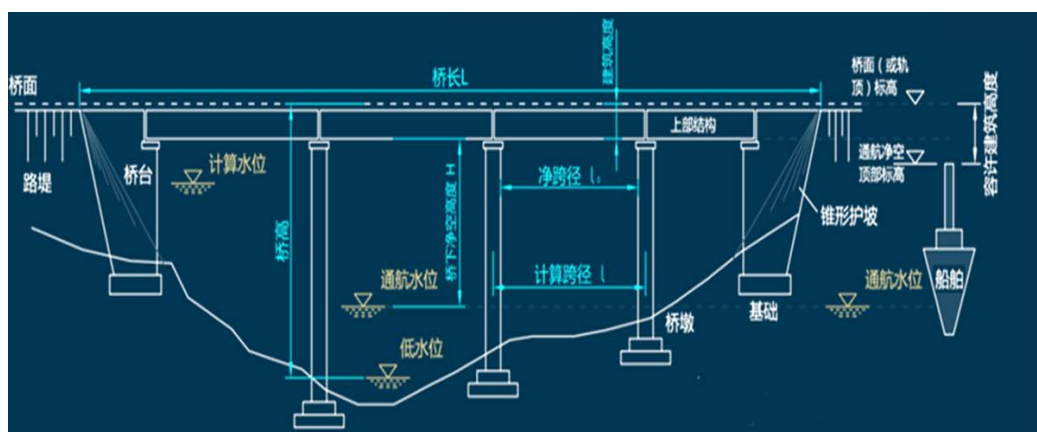 建筑高度
桥面
桥长L
桥面（或轨
顶）标高
容许建筑高度
上部结构
路堤
桥台
计算水位
净跨径 l₀
通航净空
顶部标高
锥形护坡
桥高
桥下净空高度 H
通航水位
计算跨径 l
桥墩
基础
通航水位
船舶
低水位